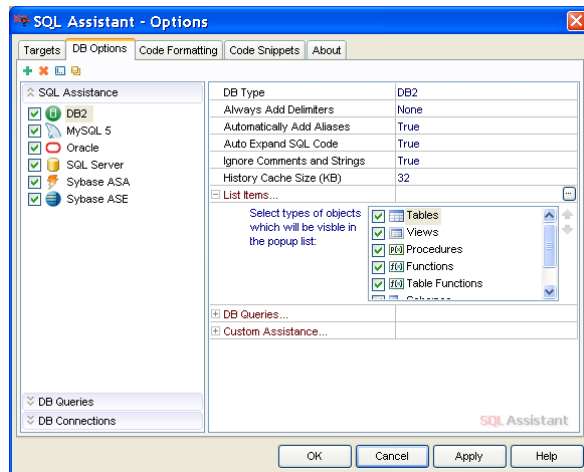 SQL Assistant - Options
Targets DB Options Code Formatting Code Snippets About
SQL Assistance
DB2
MySQL 5
Oracle
SQL Server
Sybase ASA
Sybase ASE
DB Queries
DB Connections
DB Type DB2
Always Add Delimiters None
Automatically Add Aliases True
Auto Expand SQL Code True
Ignore Comments and Strings True
History Cache Size (KB) 32
List Items... ...
Select types of objects
which will be visble in
the popup list:
Tables
Views
P(x) Procedures
f(x) Functions
f(x) Table Functions
DB Queries...
Custom Assistance...
SQL Assistant
OK Cancel Apply Help